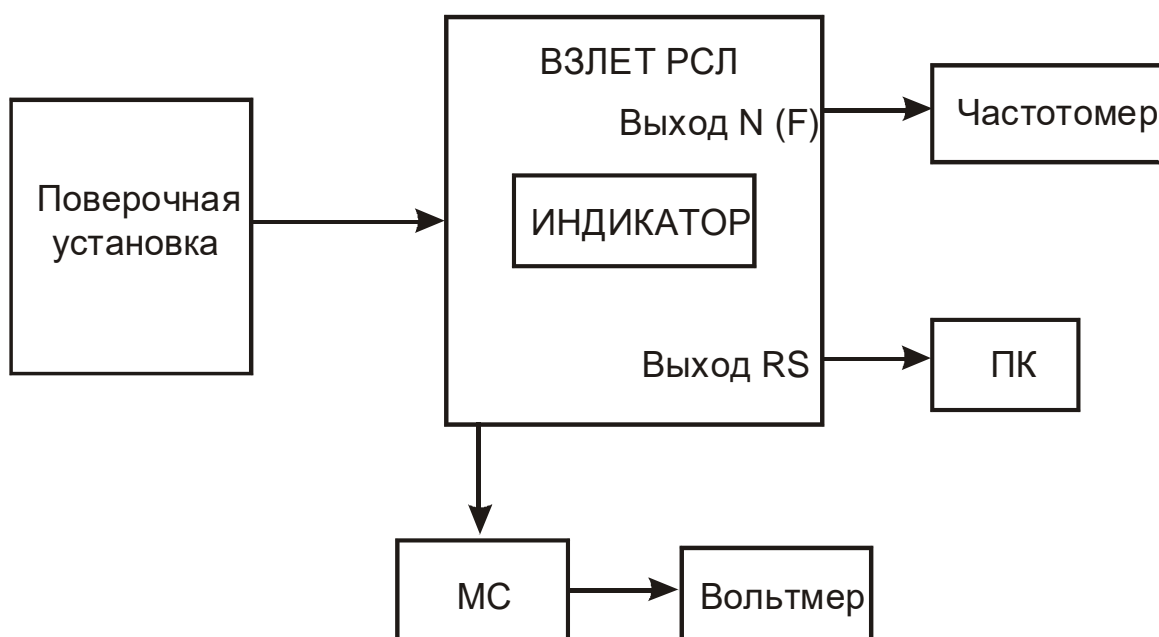 ВЗЛЕТ РСЛ
Выход N (F)
Частотомер
Поверочная
установка
ИНДИКАТОР
Выход RS
ПК
МС
Вольтмер